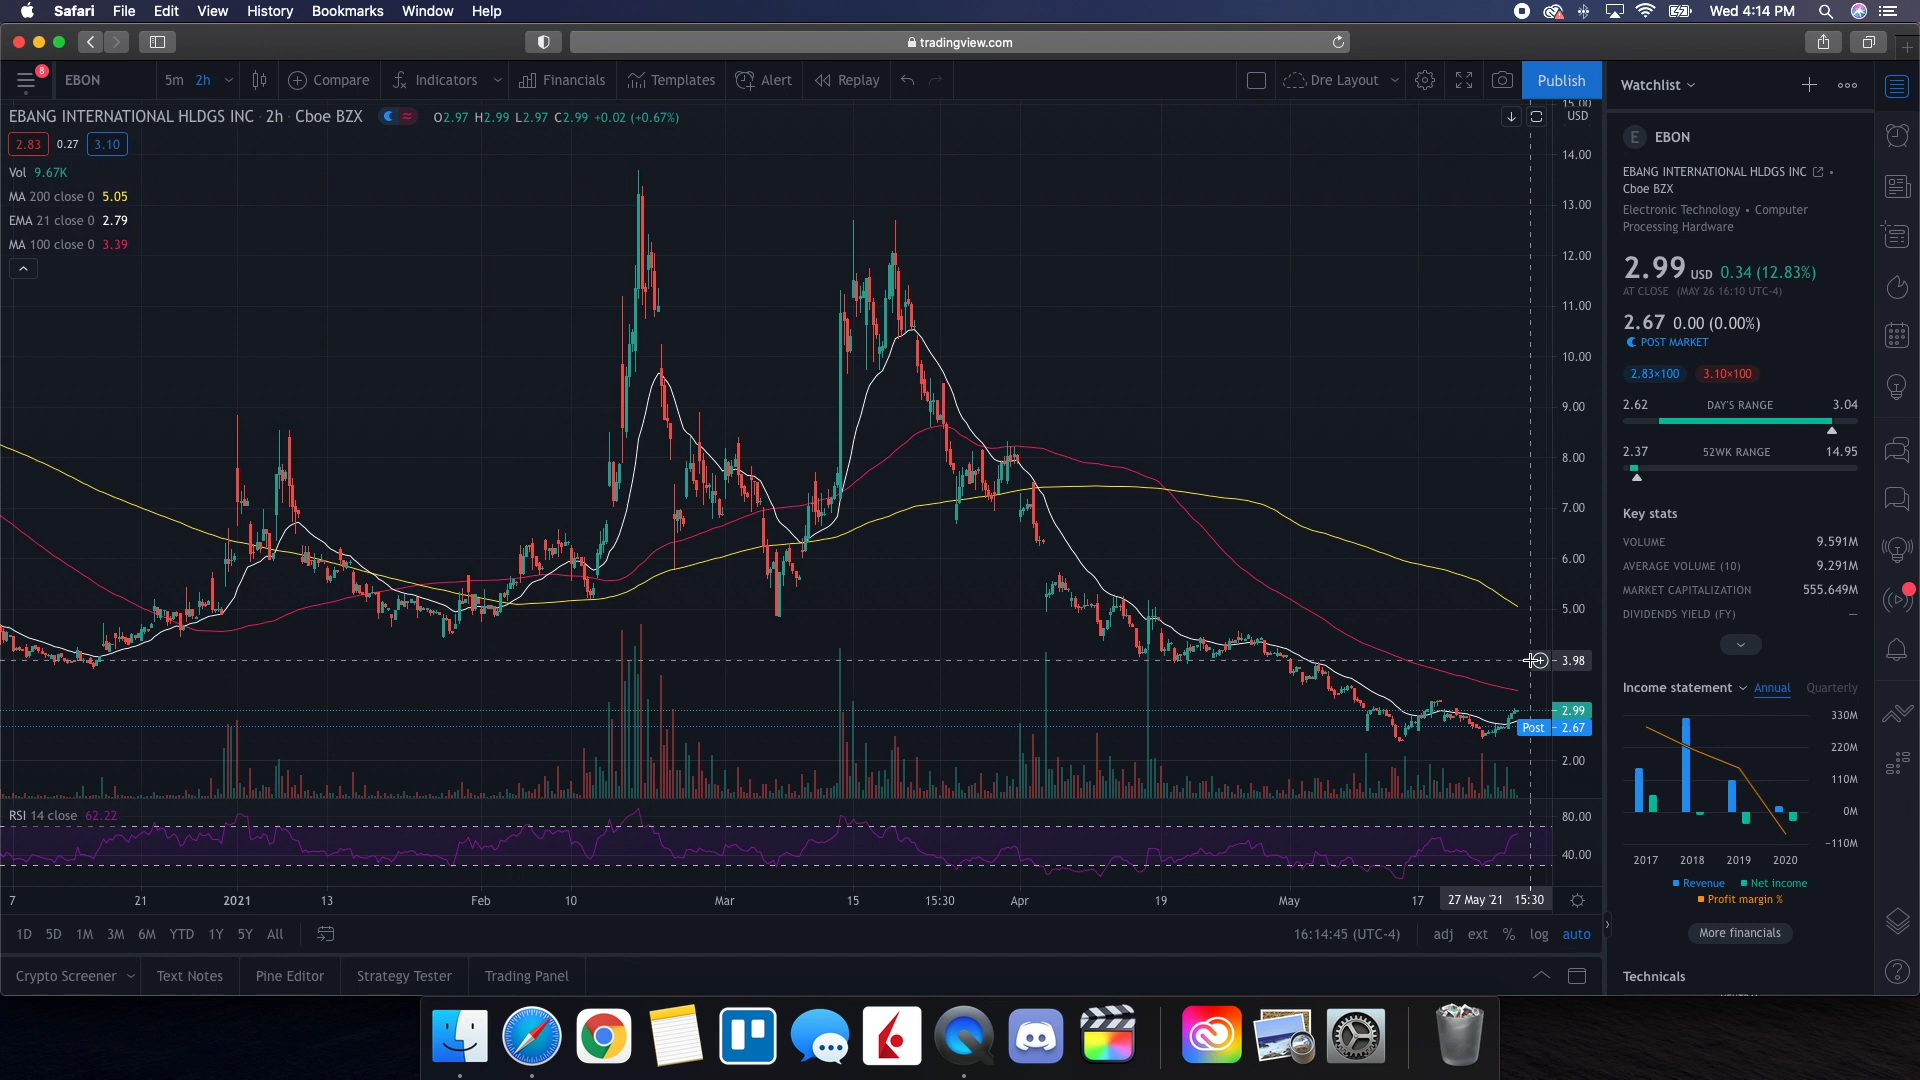 Safari File Edit View History Bookmarks Window Help
Wed 4:14 PM
tradingview.com
8
EBON 5m 2h Compare Indicators Financials Templates Alert Replay Dre Layout Publish
EBANG INTERNATIONAL HLDGS INC · 2h · Cboe BZX O2.97 H2.99 L2.97 C2.99 +0.02 (+0.67%)
2.83 0.27 3.10
Vol 9.67K
MA 200 close 0 5.05
EMA 21 close 0 2.79
MA 100 close 0 3.39
15.00
USD
14.00
13.00
12.00
11.00
10.00
9.00
8.00
7.00
6.00
5.00
3.98
2.99
Post 2.67
2.00
RSI 14 close 62.22
80.00
40.00
7 21 2021 13 Feb 10 Mar 15 15:30 Apr 19 May 17 27 May '21 15:30
1D 5D 1M 3M 6M YTD 1Y 5Y All
16:14:45 (UTC-4) adj ext % log auto
Crypto Screener Text Notes Pine Editor Strategy Tester Trading Panel
Watchlist
E EBON
EBANG INTERNATIONAL HLDGS INC •
Cboe BZX
Electronic Technology • Computer
Processing Hardware
2.99 USD 0.34 (12.83%)
AT CLOSE (MAY 26 16:10 UTC-4)
2.67 0.00 (0.00%)
POST MARKET
2.83×100 3.10×100
2.62 DAY'S RANGE 3.04
2.37 52WK RANGE 14.95
Key stats
VOLUME 9.591M
AVERAGE VOLUME (10) 9.291M
MARKET CAPITALIZATION 555.649M
DIVIDENDS YIELD (FY) —
Income statement Annual Quarterly
330M
220M
110M
0M
−110M
2017 2018 2019 2020
Revenue Net income
Profit margin %
More financials
Technicals